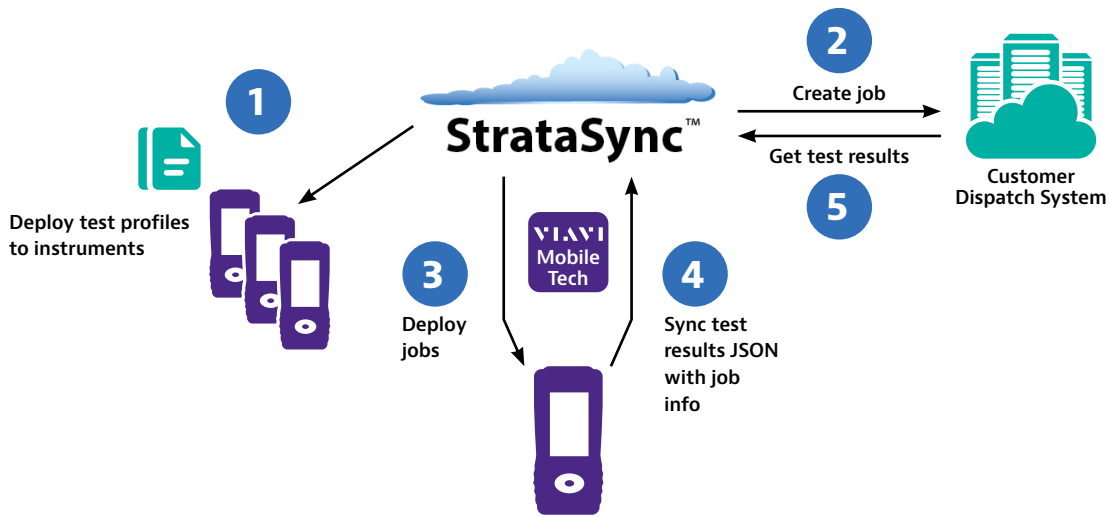 1
Deploy test profiles
to instruments
StrataSync™
2
Create job
Get test results
5
Customer
Dispatch System
3
Deploy
jobs
VIAVI
Mobile
Tech
4
Sync test
results JSON
with job
info